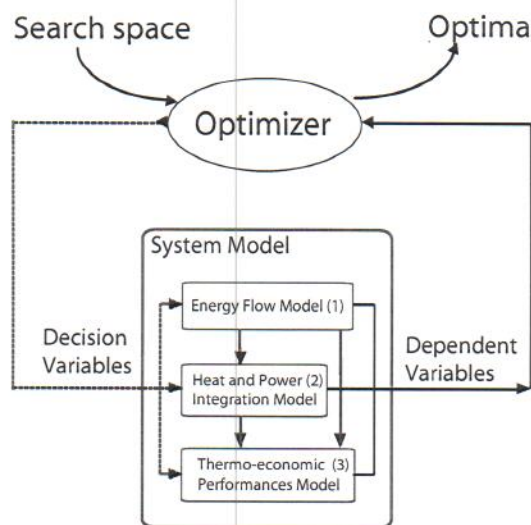 Search space
Optima
Optimizer
System Model
Energy Flow Model (1)
Decision
Variables
Dependent
Variables
Heat and Power (2)
Integration Model
Thermo-economic (3)
Performances Model